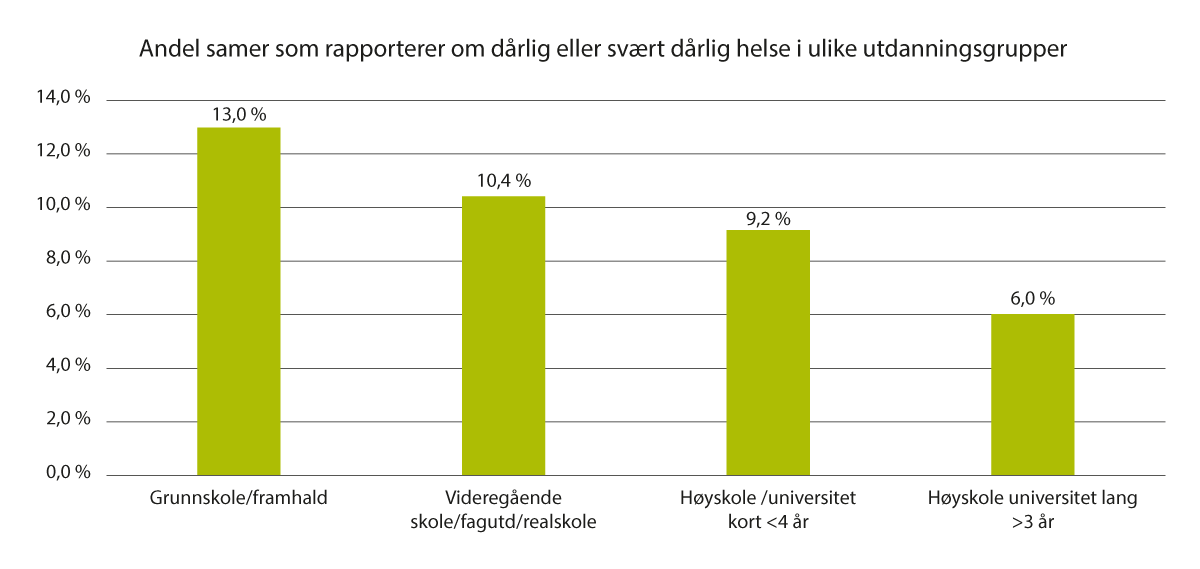 Andel samer som rapporterer om dårlig eller svært dårlig helse i ulike utdanningsgrupper
14,0 %
12,0 %
10,0 %
8,0 %
6,0 %
4,0 %
2,0 %
0,0 %
13,0 %
10,4 %
9,2 %
6,0 %
Grunnskole/framhald
Videregående
skole/fagutd/realskole
Høyskole /universitet
kort <4 år
Høyskole universitet lang
>3 år